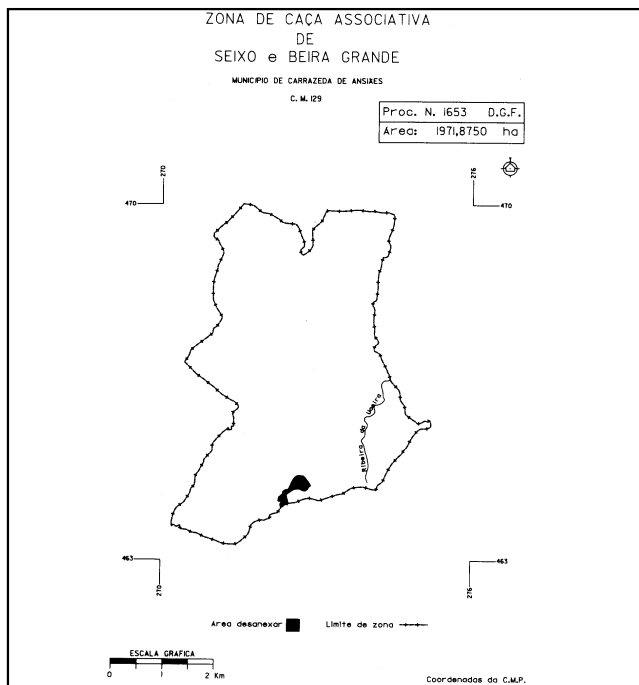 ZONA DE CAÇA ASSOCIATIVA
DE
SEIXO e BEIRA GRANDE
MUNICIPIO DE CARRAZEDA DE ANSIAES
C. M. 129
Proc. N. 1653 D.G.F.
Area: 1971,8750 ha
270
276
470
470
Ribeira da
463
463
270
276
Area desanexar
Limite de zona
ESCALA GRAFICA
0 1 2 Km
Coordenadas da C.M.P.